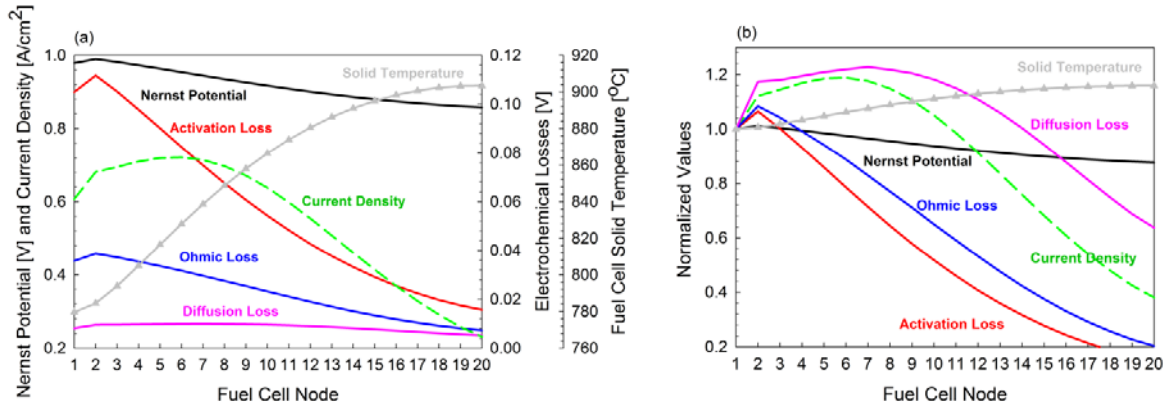 (a)
Nernst Potential [V] and Current Density [A/cm2]
1.0
0.8
0.6
0.4
0.2
Solid Temperature
Nernst Potential
Activation Loss
Current Density
Ohmic Loss
Diffusion Loss
0.12
0.10
0.08
0.06
0.04
0.02
0.00
Electrochemical Losses [V]
920
900
880
860
840
820
800
780
760
Fuel Cell Solid Temperature [ºC]
1 2 3 4 5 6 7 8 9 10 11 12 13 14 15 16 17 18 19 20
Fuel Cell Node
(b)
Normalized Values
1.2
1.0
0.8
0.6
0.4
0.2
Solid Temperature
Diffusion Loss
Nernst Potential
Ohmic Loss
Current Density
Activation Loss
1 2 3 4 5 6 7 8 9 10 11 12 13 14 15 16 17 18 19 20
Fuel Cell Node